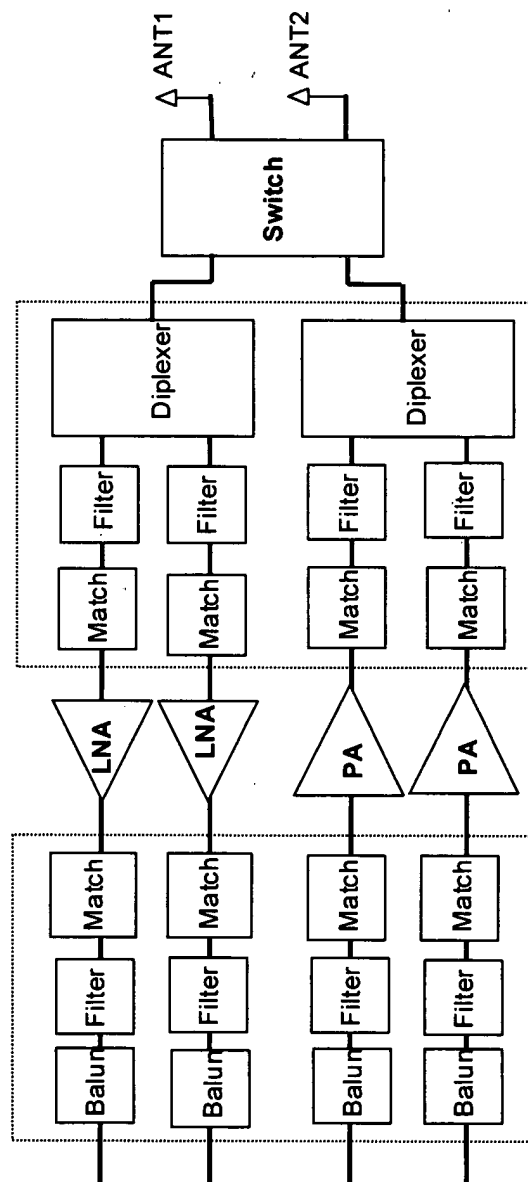 Balun
Filter
Match
LNA
Match
Filter
Diplexer
ANT1
Balun
Filter
Match
LNA
Match
Filter
Switch
ANT2
Balun
Filter
Match
PA
Match
Filter
Diplexer
Balun
Filter
Match
PA
Match
Filter